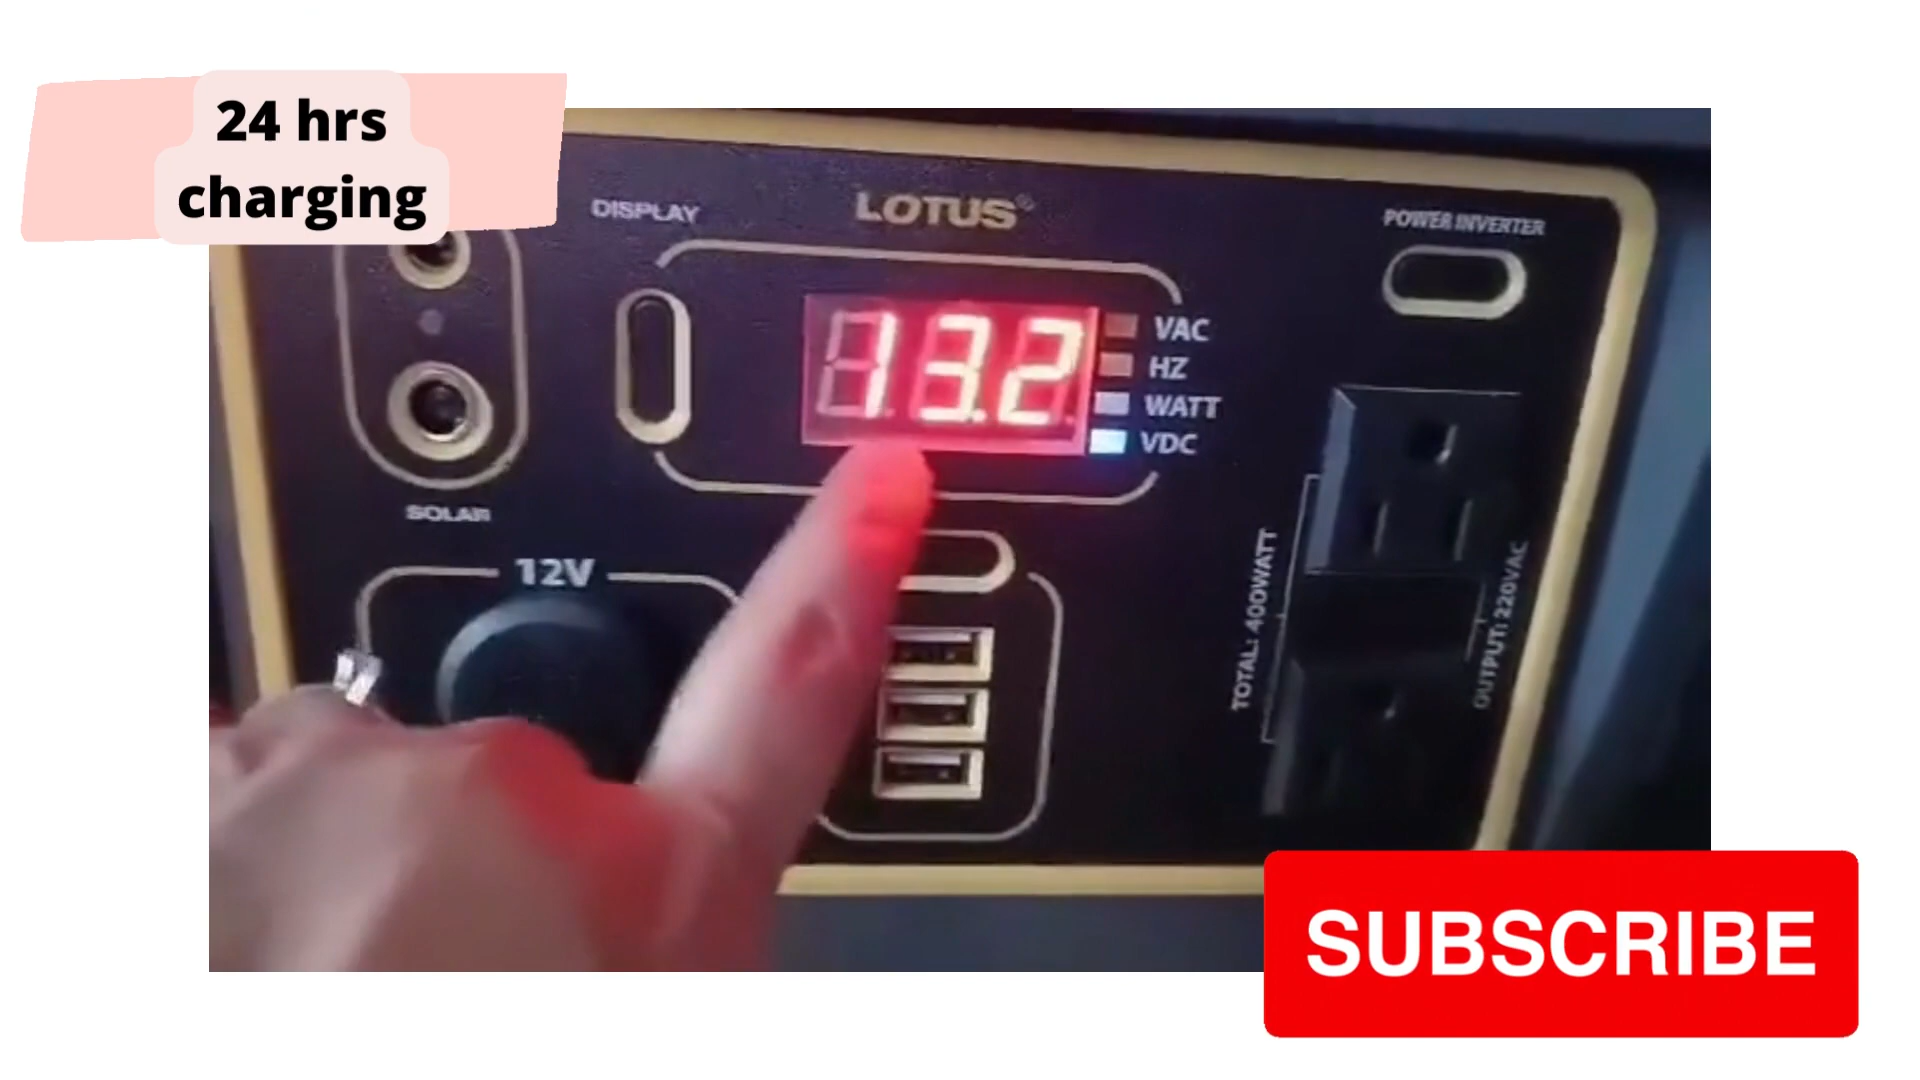 24 hrs
charging
DISPLAY
LOTUS®
POWER INVERTER
13.2
VAC
HZ
WATT
VDC
SOLAR
12V
TOTAL: 400WATT
OUTPUT: 220VAC
SUBSCRIBE